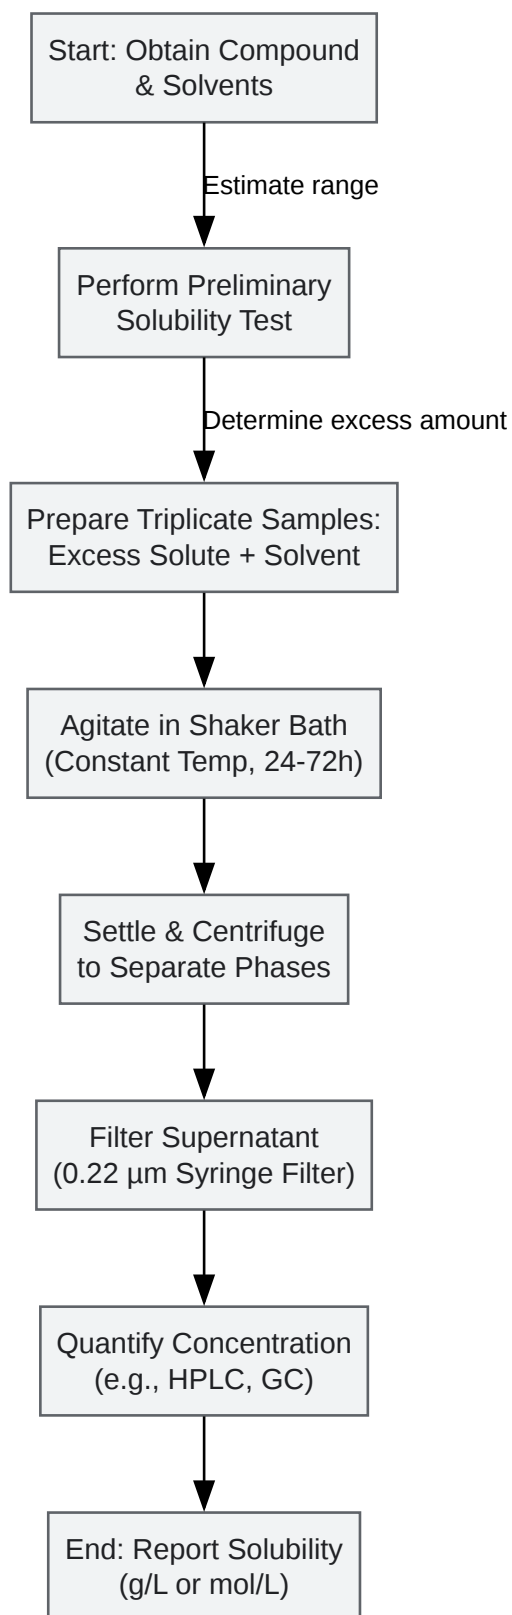 Start: Obtain Compound
& Solvents
Estimate range
Perform Preliminary
Solubility Test
Determine excess amount
Prepare Triplicate Samples:
Excess Solute + Solvent
Agitate in Shaker Bath
(Constant Temp, 24-72h)
Settle & Centrifuge
to Separate Phases
Filter Supernatant
(0.22 µm Syringe Filter)
Quantify Concentration
(e.g., HPLC, GC)
End: Report Solubility
(g/L or mol/L)